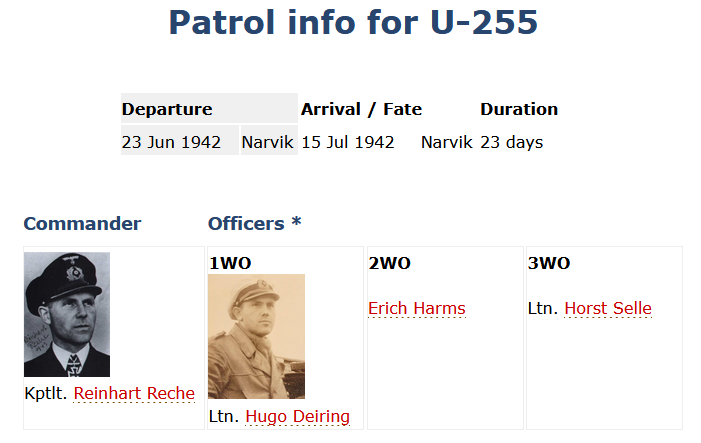 Patrol info for U-255
Departure Arrival / Fate Duration
23 Jun 1942 Narvik 15 Jul 1942 Narvik 23 days
Commander Officers *
1WO 2WO 3WO
Erich Harms Ltn. Horst Selle
Kptlt. Reinhart Reche
Ltn. Hugo Deiring